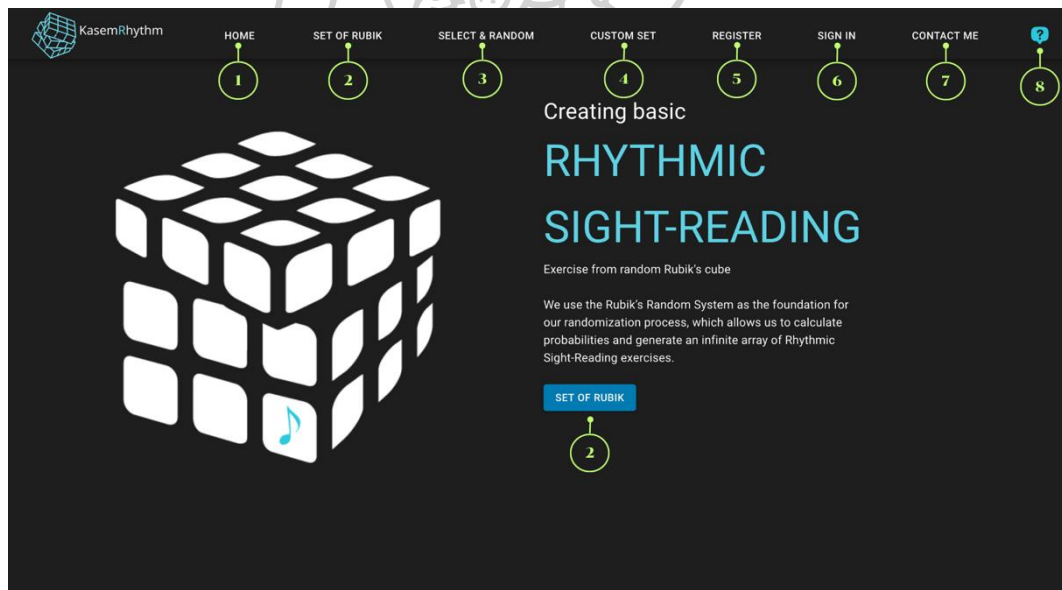 KasemRhythm
HOME
SET OF RUBIK
SELECT & RANDOM
CUSTOM SET
REGISTER
SIGN IN
CONTACT ME
?
1
2
3
4
5
6
7
8
Creating basic
RHYTHMIC
SIGHT-READING
Exercise from random Rubik's cube
We use the Rubik's Random System as the foundation for
our randomization process, which allows us to calculate
probabilities and generate an infinite array of Rhythmic
Sight-Reading exercises.
SET OF RUBIK
2